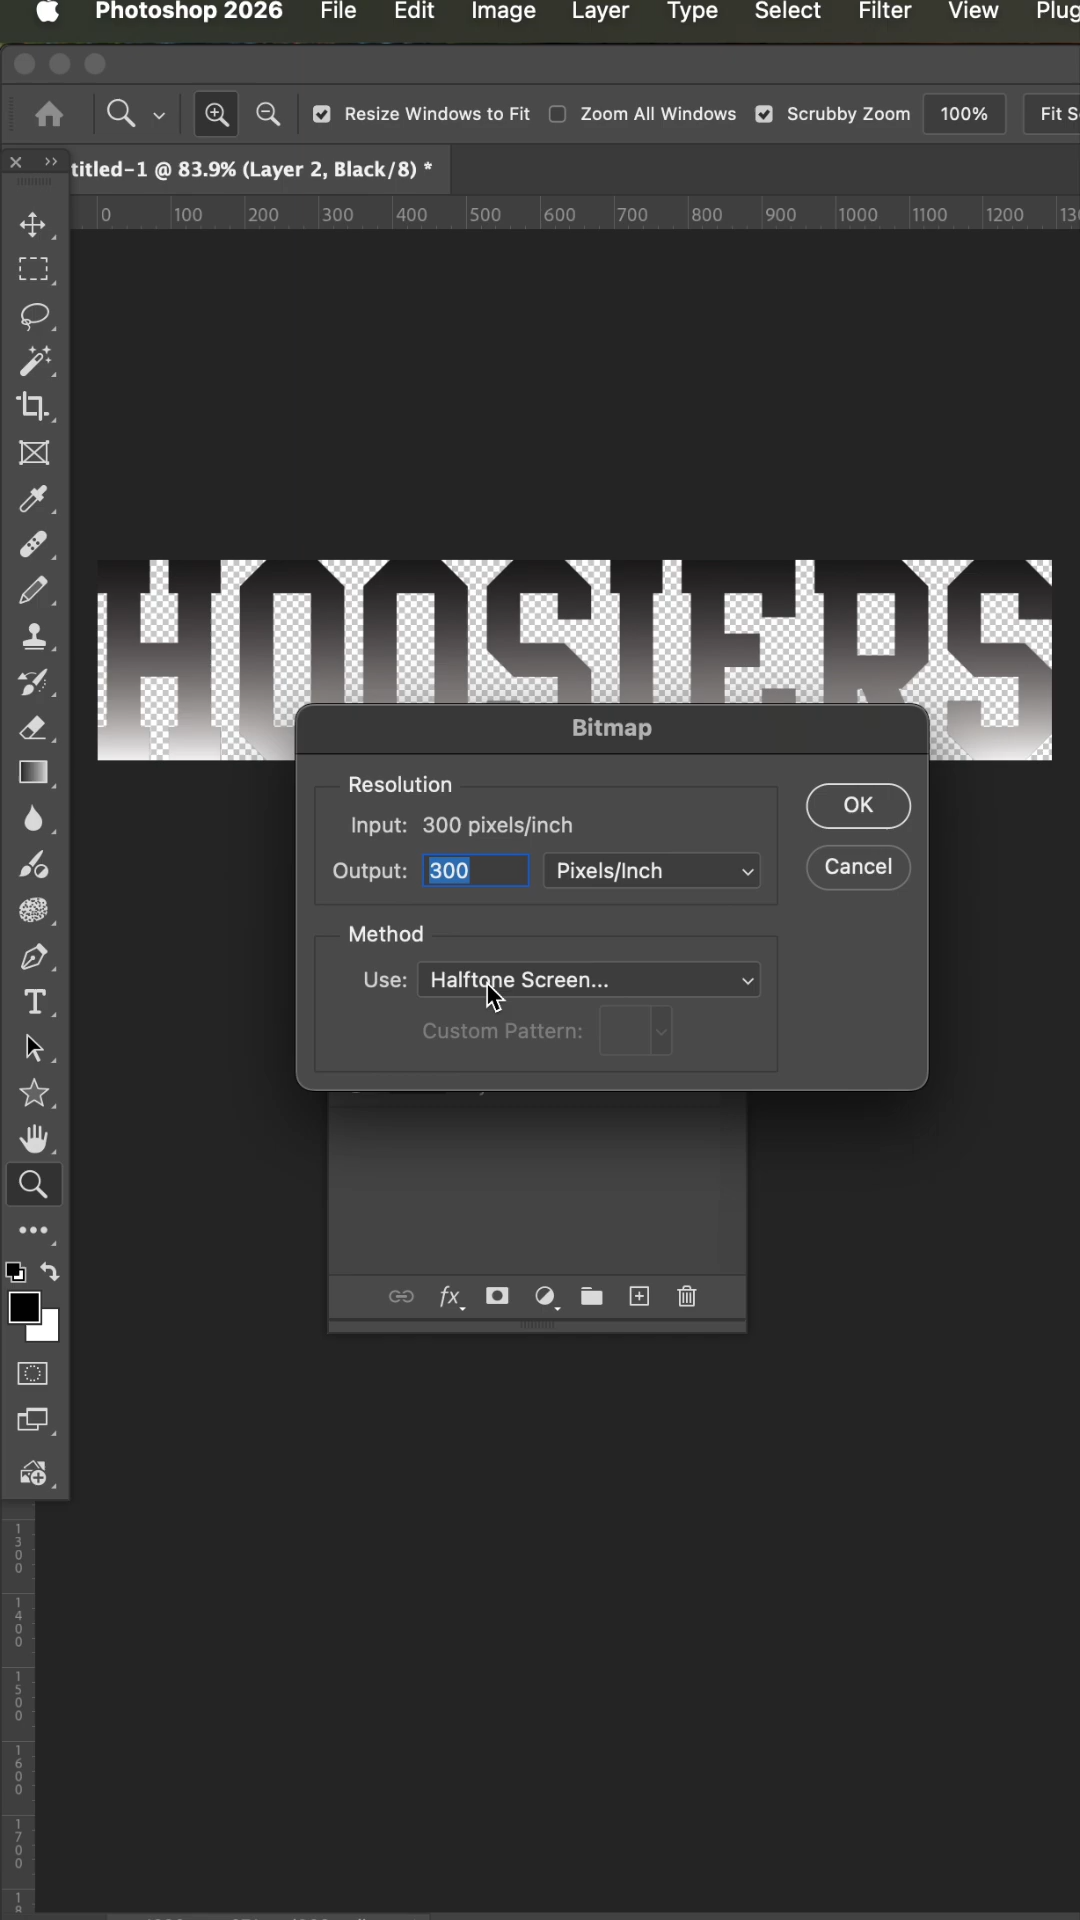 Photoshop 2026 File Edit Image Layer Type Select Filter View Plug
Resize Windows to Fit Zoom All Windows Scrubby Zoom 100% Fit S
titled-1 @ 83.9% (Layer 2, Black/8) *
0 100 200 300 400 500 600 700 800 900 1000 1100 1200 130
HOOSIERS
Bitmap
Resolution
Input: 300 pixels/inch
OK
Output: 300 Pixels/Inch
Cancel
Method
Use: Halftone Screen...
Custom Pattern:
fx
1300
1400
1500
1600
1700
18